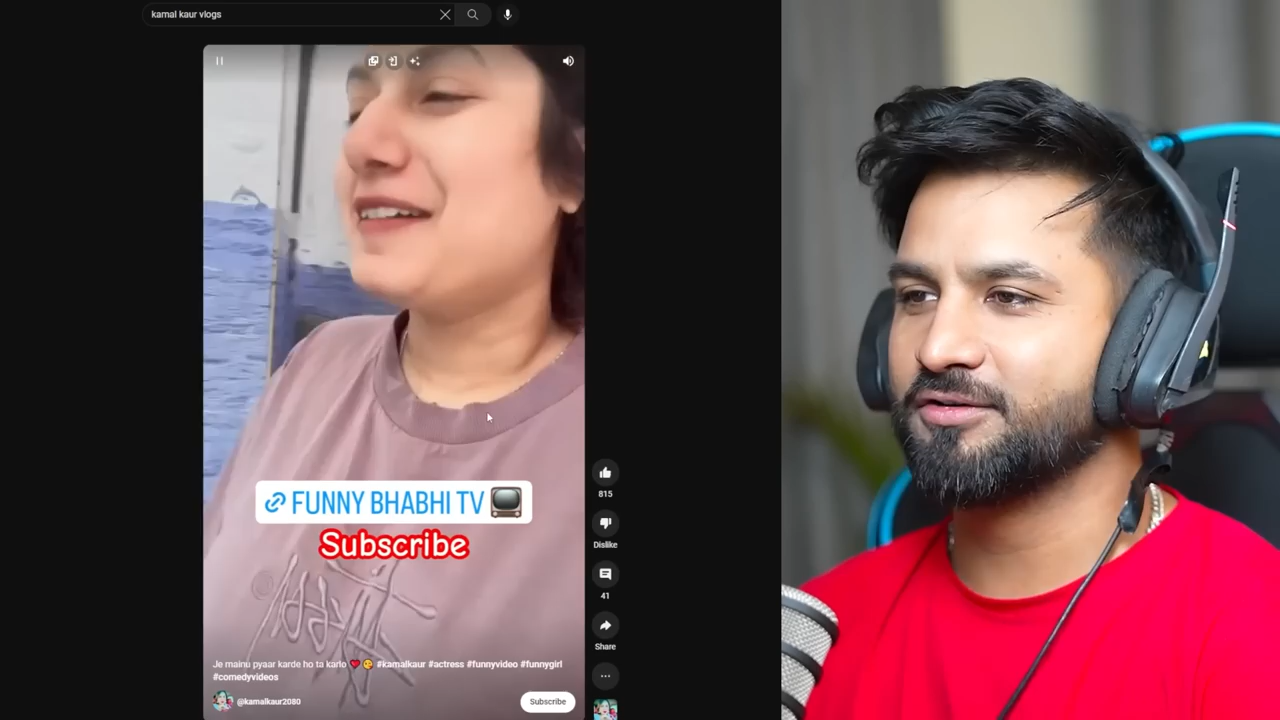 kamal kaur vlogs
FUNNY BHABHI TV
Subscribe
815
Dislike
41
Share
Je mainu pyaar karde ho ta karlo ❤️ 😘 #kamalkaur #actress #funnyvideo #funnygirl
#comedyvideos
@kamalkaur2080
Subscribe